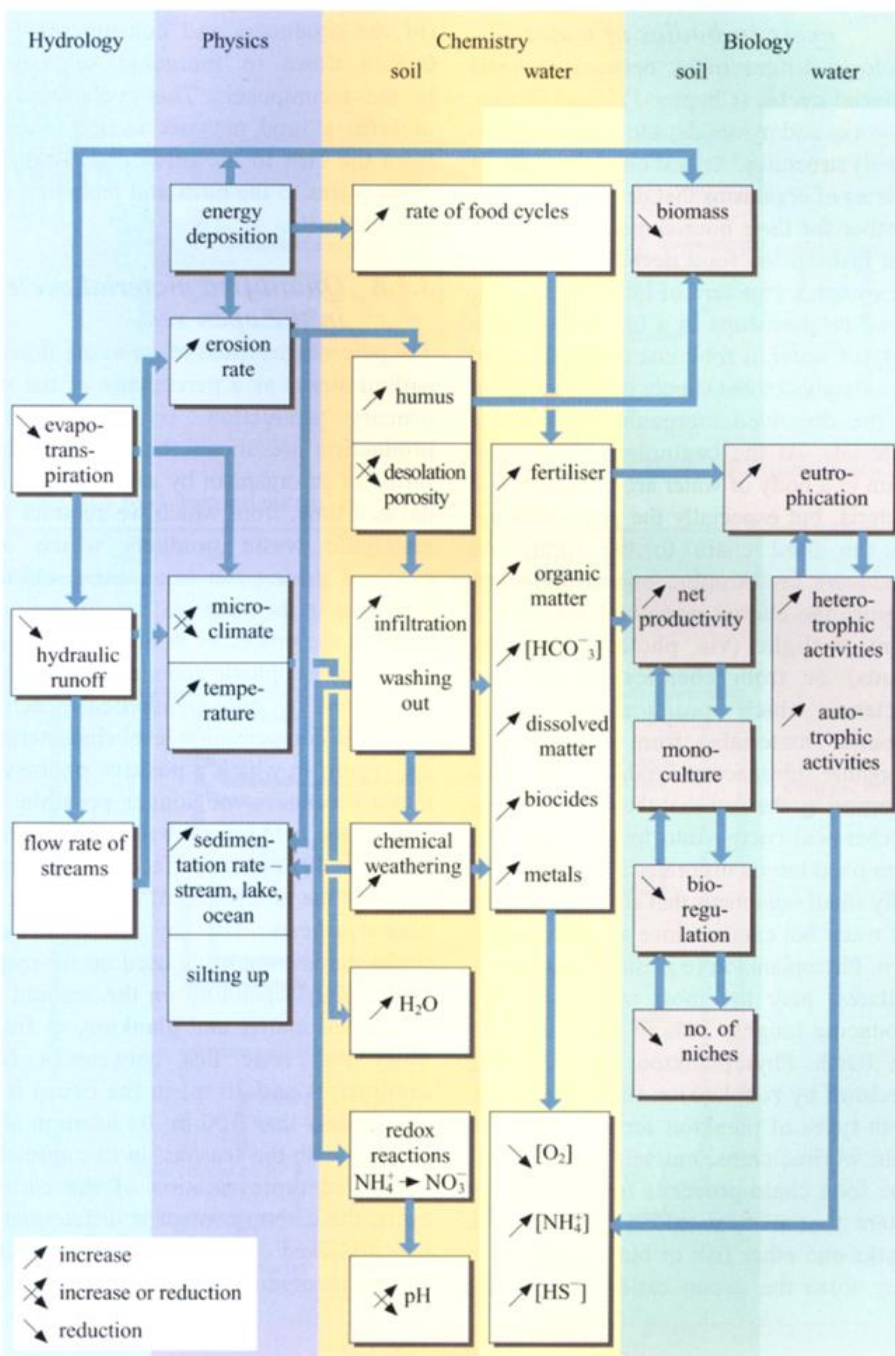 Hydrology
Physics
Chemistry
Biology
soil
water
soil
water
energy
deposition
rate of food cycles
biomass
erosion
rate
humus
desolation
porosity
evapo-
trans-
piration
fertiliser
organic
matter
[HCO⁻₃]
dissolved
matter
biocides
metals
eutro-
phication
micro-
climate
tempe-
rature
infiltration
washing
out
net
productivity
hetero-
trophic
activities
auto-
trophic
activities
hydraulic
runoff
mono-
culture
flow rate of
streams
sedimen-
tation rate
stream, lake,
ocean
silting up
chemical
weathering
bio-
regu-
lation
H₂O
no. of
niches
redox
reactions
NH₄⁺ → NO₃⁻
[O₂]
[NH₄⁺]
[HS⁻]
pH
increase
increase or reduction
reduction